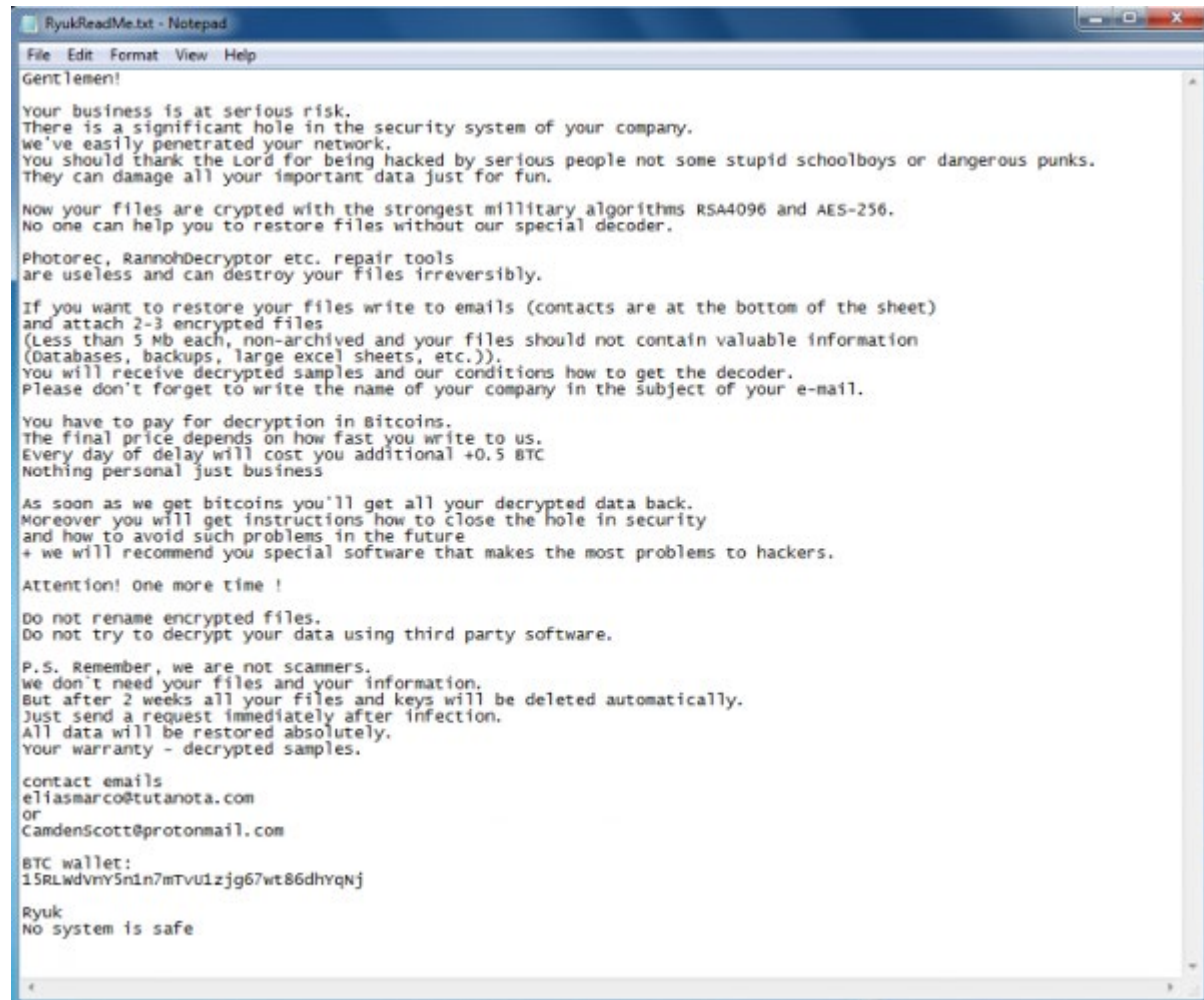 RyukReadMe.txt - Notepad
File Edit Format View Help
Gentlemen!
Your business is at serious risk.
There is a significant hole in the security system of your company.
We've easily penetrated your network.
You should thank the Lord for being hacked by serious people not some stupid schoolboys or dangerous punks.
They can damage all your important data just for fun.
Now your files are crypted with the strongest millitary algorithms RSA4096 and AES-256.
No one can help you to restore files without our special decoder.
Photorec, RannohDecryptor etc. repair tools
are useless and can destroy your files irreversibly.
If you want to restore your files write to emails (contacts are at the bottom of the sheet)
and attach 2-3 encrypted files
(Less than 5 Mb each, non-archived and your files should not contain valuable information
(Databases, backups, large excel sheets, etc.)).
You will receive decrypted samples and our conditions how to get the decoder.
Please don't forget to write the name of your company in the subject of your e-mail.
You have to pay for decryption in Bitcoins.
The final price depends on how fast you write to us.
Every day of delay will cost you additional +0.5 BTC
Nothing personal just business
As soon as we get bitcoins you'll get all your decrypted data back.
Moreover you will get instructions how to close the hole in security
and how to avoid such problems in the future
+ we will recommend you special software that makes the most problems to hackers.
Attention! One more time !
Do not rename encrypted files.
Do not try to decrypt your data using third party software.
P.S. Remember, we are not scammers.
We don`t need your files and your information.
But after 2 weeks all your files and keys will be deleted automatically.
Just send a request immediately after infection.
All data will be restored absolutely.
Your warranty - decrypted samples.
contact emails
eliasmarco@tutanota.com
or
CamdenScott@protonmail.com
BTC wallet:
15RLWdVnY5n1n7mTvU1zjg67wt86dhYqNj
Ryuk
No system is safe